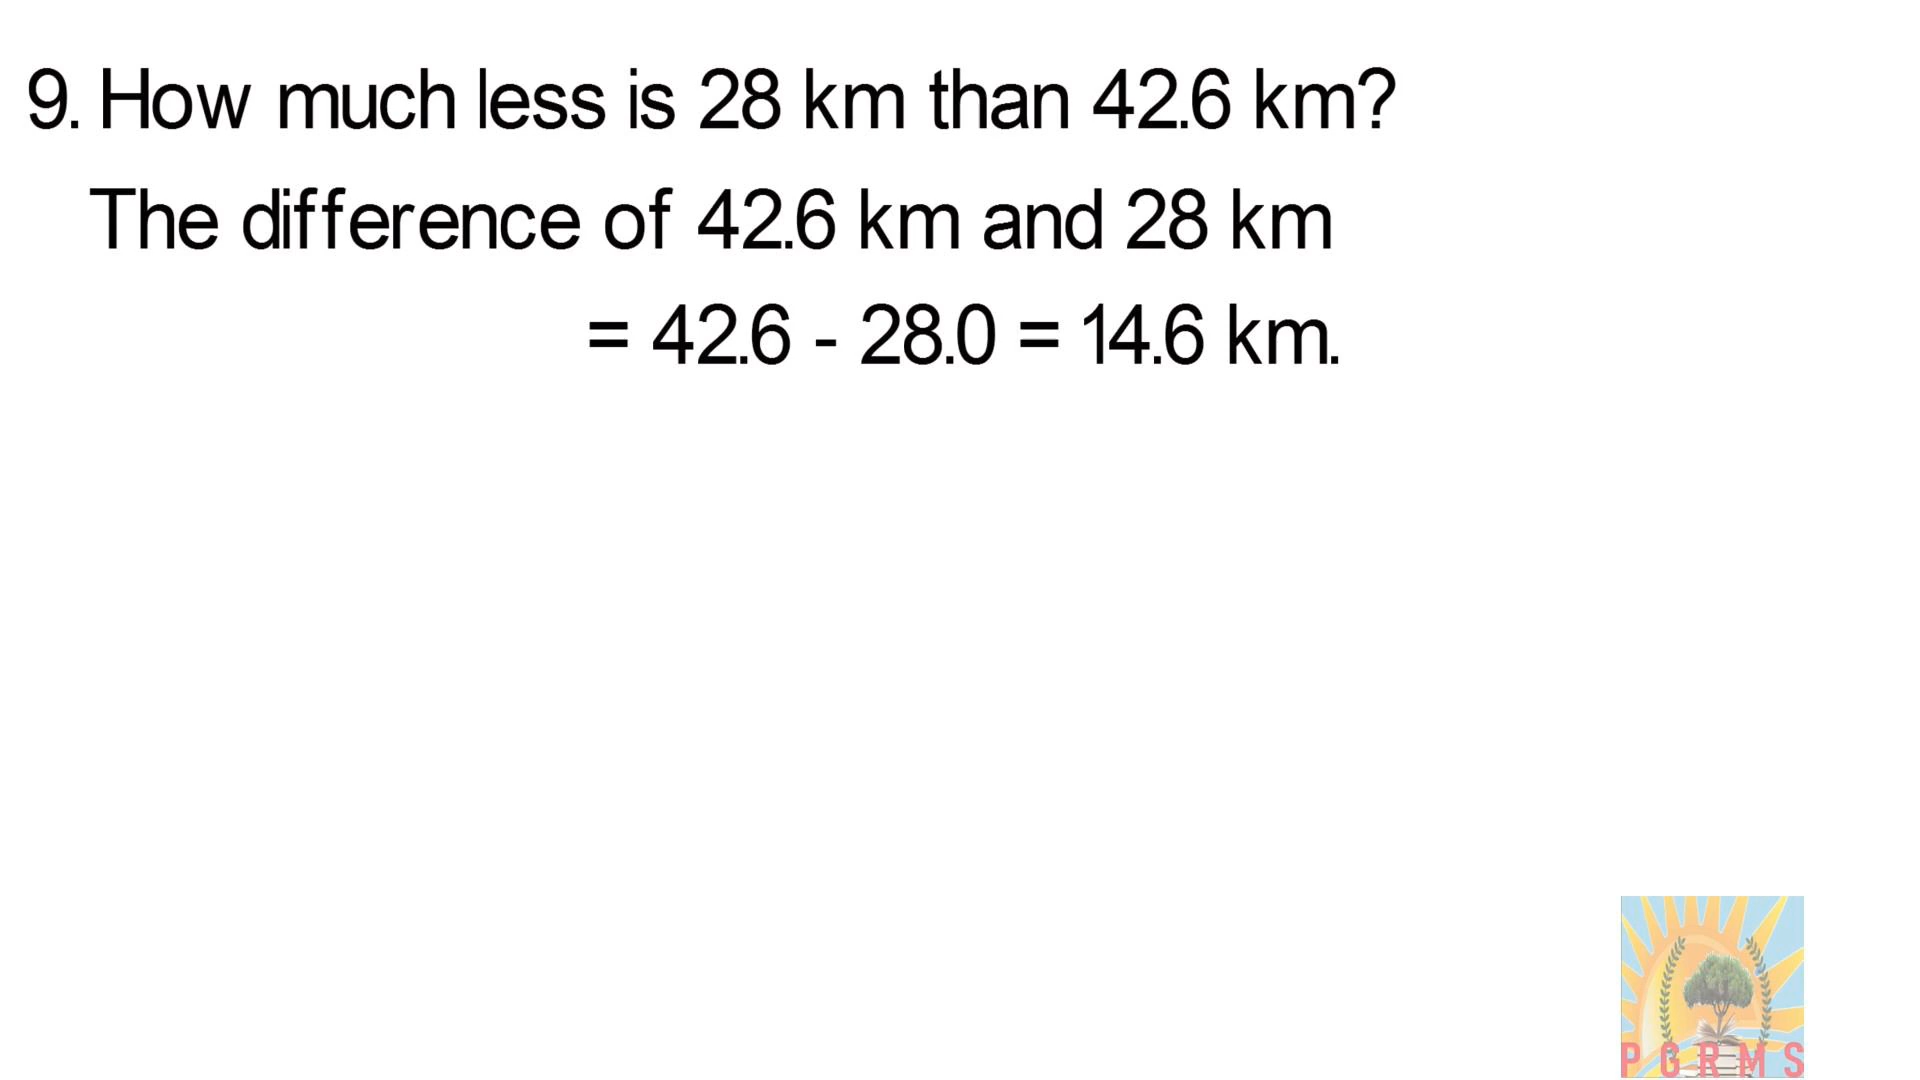 9. How much less is 28 km than 42.6 km?
The difference of 42.6 km and 28 km
= 42.6 - 28.0 = 14.6 km.
P G R M S